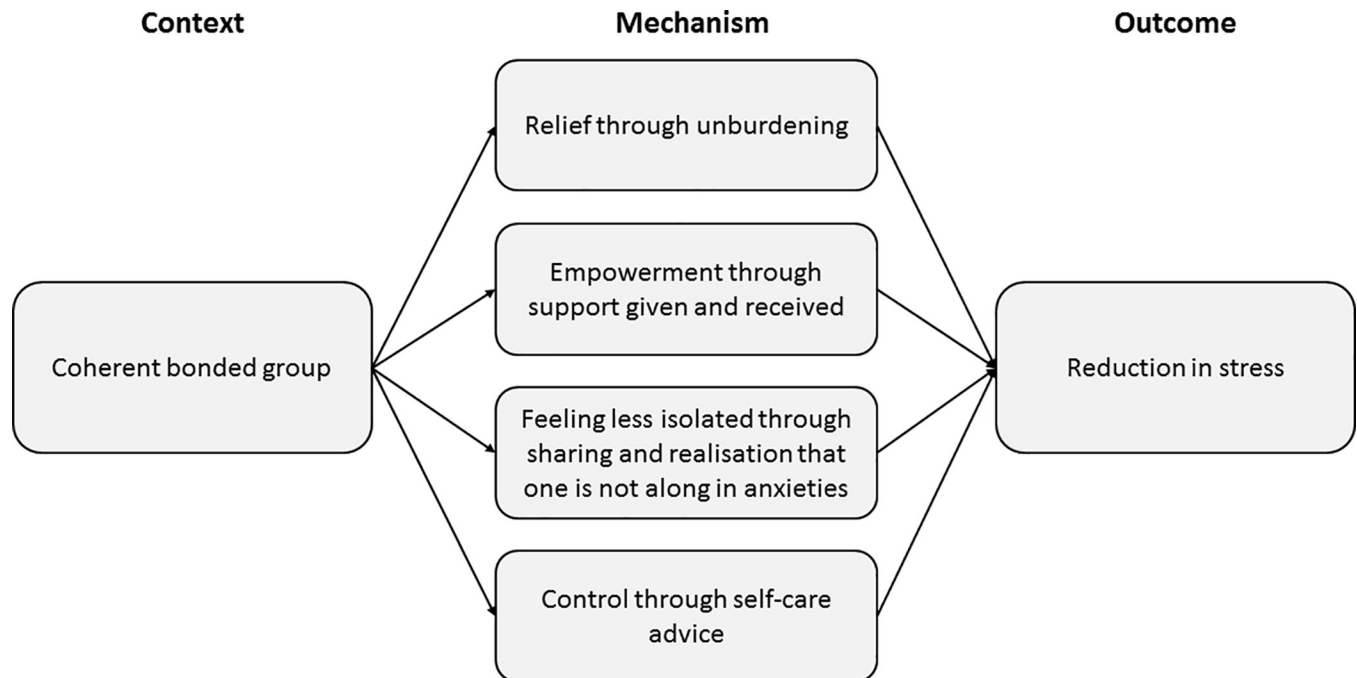 Context
Mechanism
Outcome
Relief through unburdening
Empowerment through
support given and received
Coherent bonded group
Reduction in stress
Feeling less isolated through
sharing and realisation that
one is not along in anxieties
Control through self-care
advice